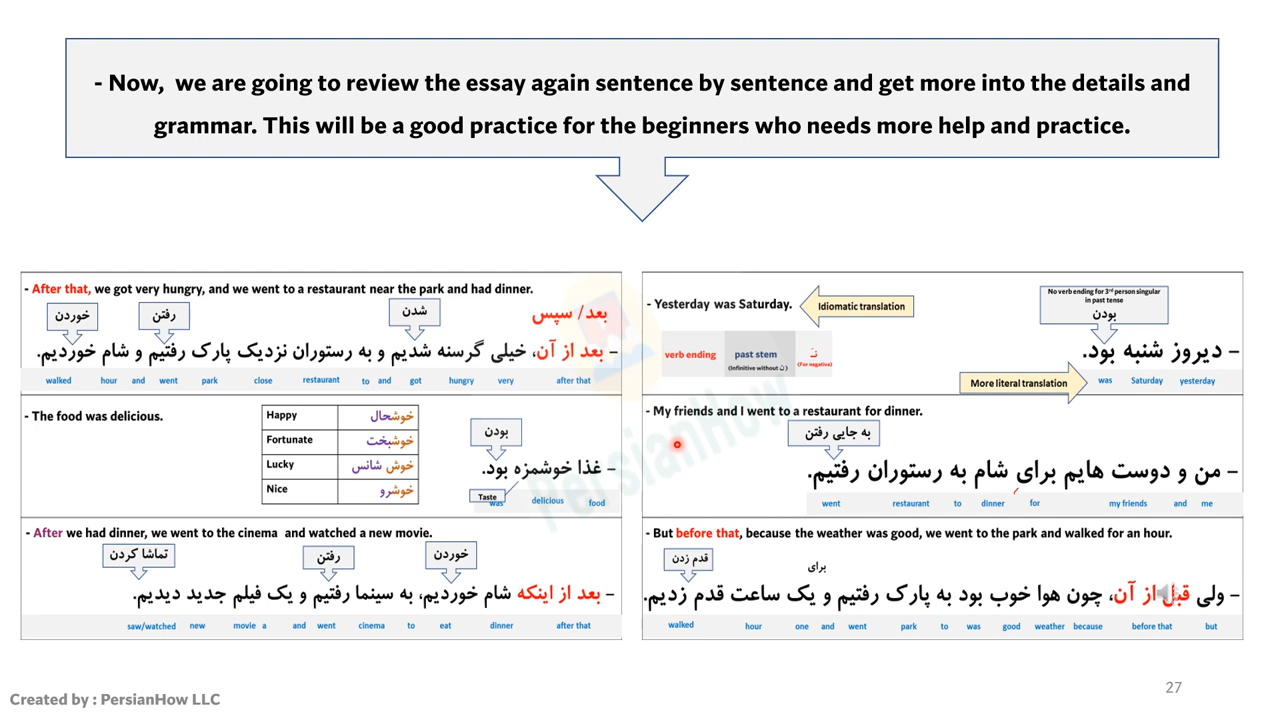 - Now, we are going to review the essay again sentence by sentence and get more into the details and
grammar. This will be a good practice for the beginners who needs more help and practice.
- After that, we got very hungry, and we went to a restaurant near the park and had dinner.
خوردن
رفتن
شدن
بعد/ سپس
– بعد از آن، خیلی گرسنه شدیم و به رستوران نزدیک پارک رفتیم و شام خوردیم.
walked hour and went park close restaurant to and got hungry very after that
- The food was delicious.
Happy خوشحال
Fortunate خوشبخت
Lucky خوش شانس
Nice خوشرو
بودن
– غذا خوشمزه بود.
Taste
was delicious food
- After we had dinner, we went to the cinema and watched a new movie.
تماشا کردن
رفتن
خوردن
– بعد از اینکه شام خوردیم، به سینما رفتیم و یک فیلم جدید دیدیم.
saw/watched new movie a and went cinema to eat dinner after that
- Yesterday was Saturday.
Idiomatic translation
No verb ending for 3rd person singular
in past tense
بودن
verb ending
past stem
(Infinitive without ن)
نـَ
(For negative)
– دیروز شنبه بود.
More literal translation
was Saturday yesterday
- My friends and I went to a restaurant for dinner.
به جایی رفتن
– من و دوست هایم برای شام به رستوران رفتیم.
went restaurant to dinner for my friends and me
- But before that, because the weather was good, we went to the park and walked for an hour.
قدم زدن
برای
– ولی قبل از آن، چون هوا خوب بود به پارک رفتیم و یک ساعت قدم زدیم.
walked hour one and went park to was good weather because before that but
PersianHow
27
Created by : PersianHow LLC